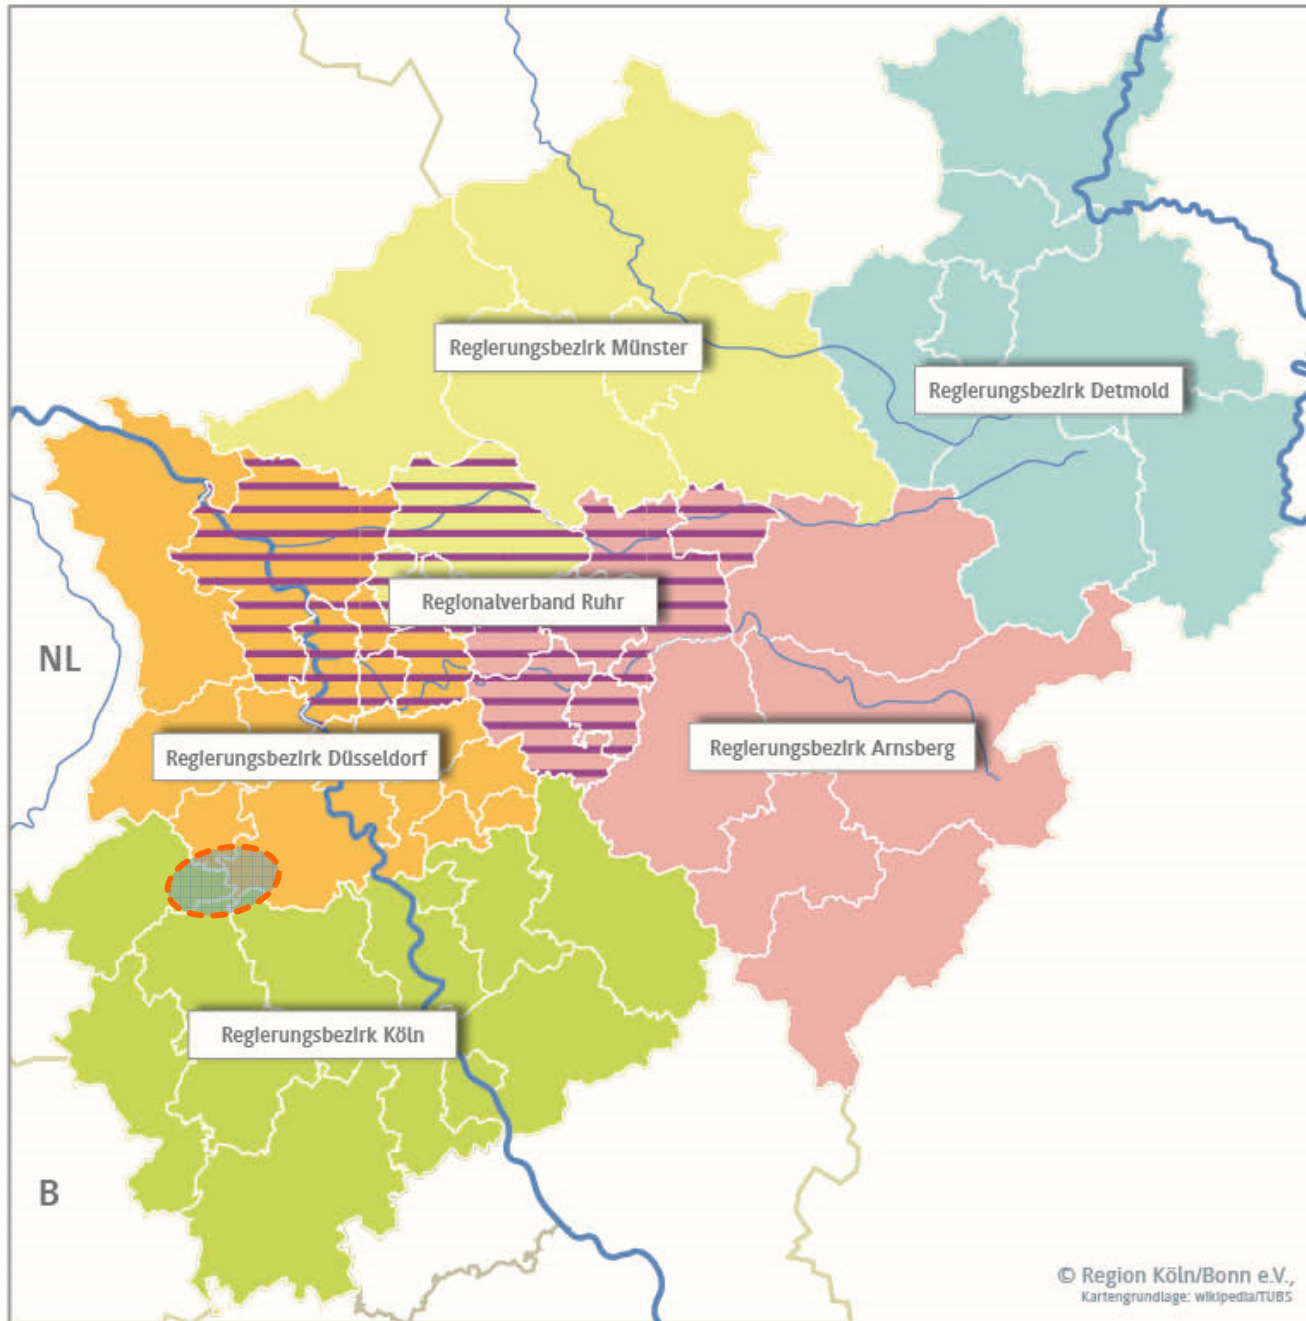 Regierungsbezirk Münster
Regierungsbezirk Detmold
Regionalverband Ruhr
NL
Regierungsbezirk Düsseldorf
Regierungsbezirk Arnsberg
Regierungsbezirk Köln
B
© Region Köln/Bonn e.V.,
Kartengrundlage: wikipedia/TUBS